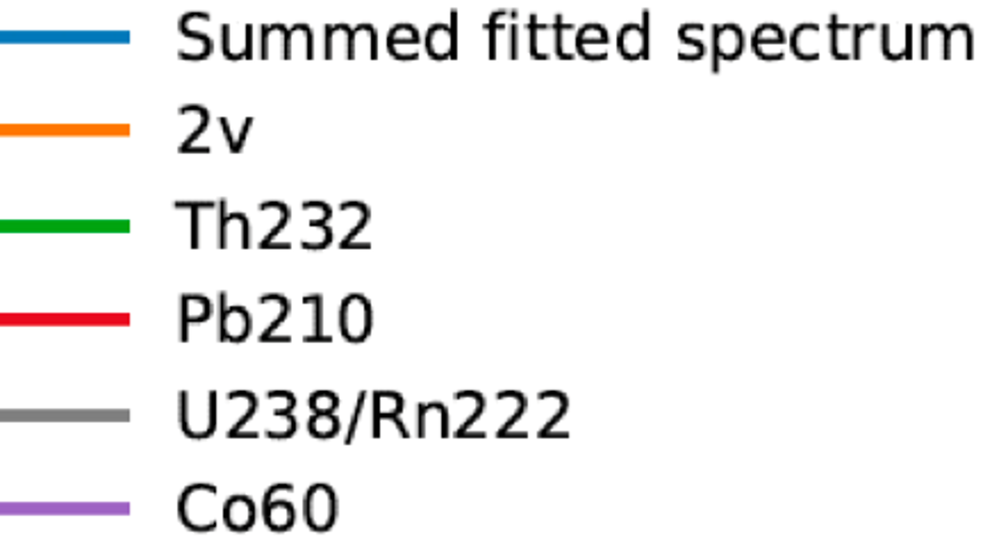 Summed fitted spectrum
2v
Th232
Pb210
U238/Rn222
Co60